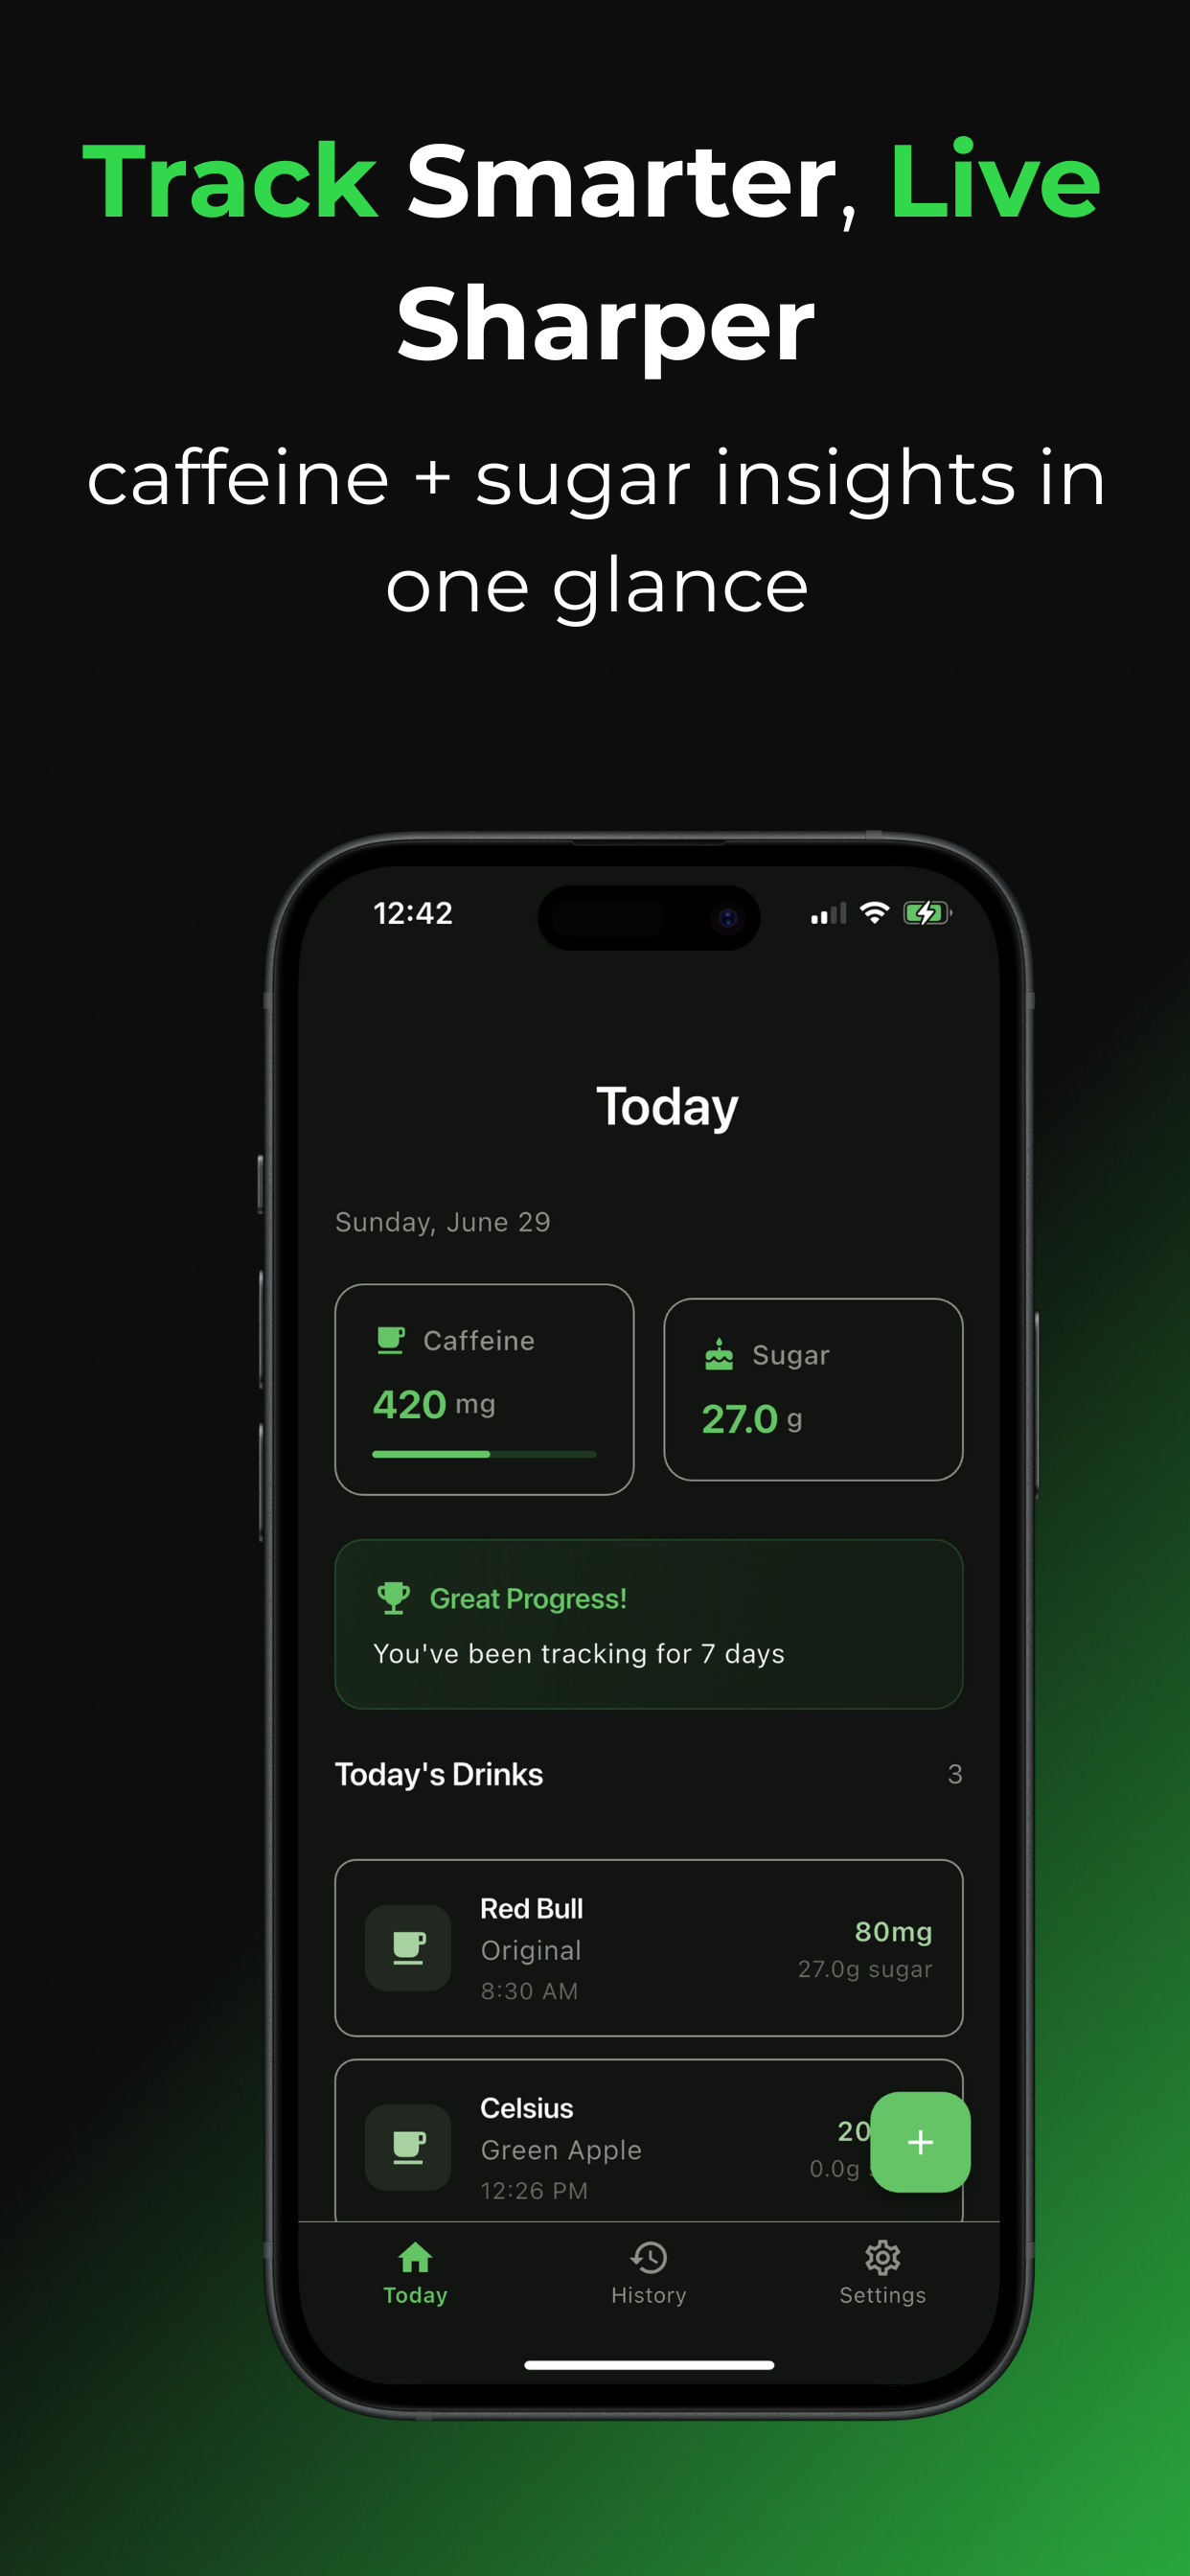 Track Smarter, Live
Sharper
caffeine + sugar insights in
one glance
12:42
Today
Sunday, June 29
Caffeine
420 mg
Sugar
27.0 g
Great Progress!
You've been tracking for 7 days
Today's Drinks
3
Red Bull
Original
8:30 AM
80mg
27.0g sugar
Celsius
Green Apple
12:26 PM
20
0.0g
+
Today
History
Settings